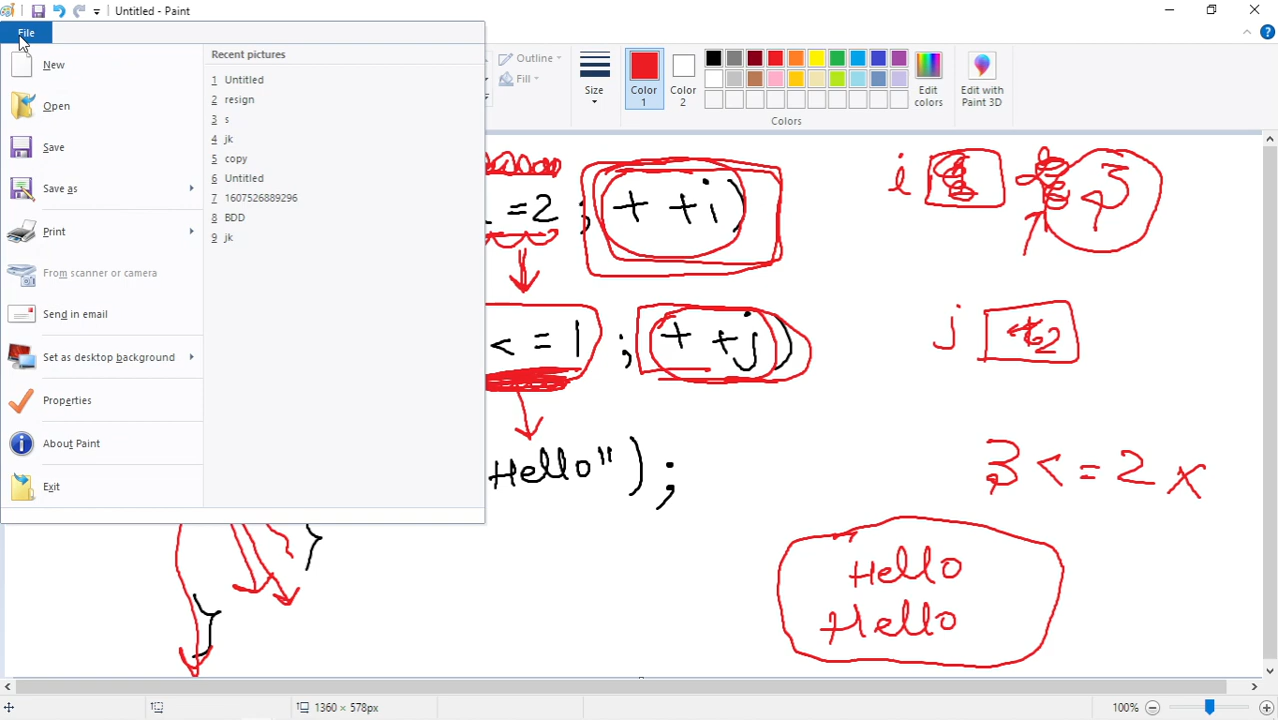 Untitled - Paint
File
New
Open
Save
Save as
Print
From scanner or camera
Send in email
Set as desktop background
Properties
About Paint
Exit
Recent pictures
1 Untitled
2 resign
3 s
4 jk
5 copy
6 Untitled
7 1607526889296
8 BDD
9 jk
Outline
Fill
Size
Color 1
Color 2
Edit colors
Edit with Paint 3D
Colors
=2 ; ++i)
<= 1 ; ++j)
Hello");
}
}
i
3
j
2
3 <= 2 x
Hello
Hello
1360 × 578px
100%